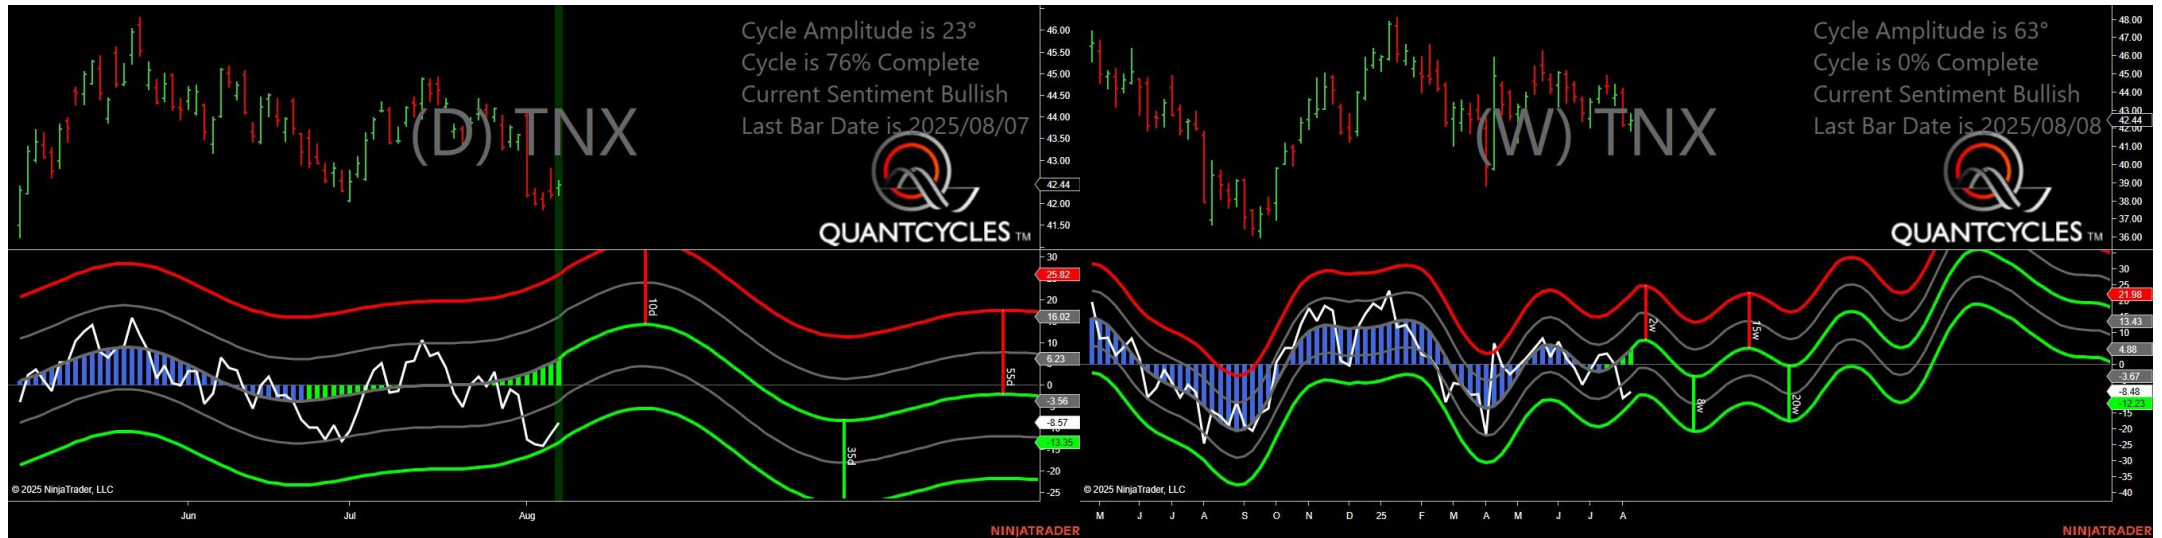 Cycle Amplitude is 23°
Cycle is 76% Complete
Current Sentiment Bullish
Last Bar Date is 2025/08/07
(D) TNX
QUANTCYCLES TM
46.00
45.50
45.00
44.50
44.00
43.50
43.00
42.44
42.00
41.50
30
25.82
20
16.02
10
6.23
0
-3.56
-8.57
-13.35
-15
-20
-25
10d
35d
55d
© 2025 NinjaTrader, LLC
Jun
Jul
Aug
NINJATRADER
Cycle Amplitude is 63°
Cycle is 0% Complete
Current Sentiment Bullish
Last Bar Date is 2025/08/08
(W) TNX
QUANTCYCLES TM
48.00
47.00
46.00
45.00
44.00
43.00
42.44
42.00
41.00
40.00
39.00
38.00
37.00
36.00
30
25
21.98
13.43
10
4.88
0
-3.67
-8.48
-12.23
-15
-20
-25
-30
-35
-40
2w
8w
15w
20w
© 2025 NinjaTrader, LLC
M
J
J
A
S
O
N
D
25
F
M
A
M
J
J
A
NINJATRADER